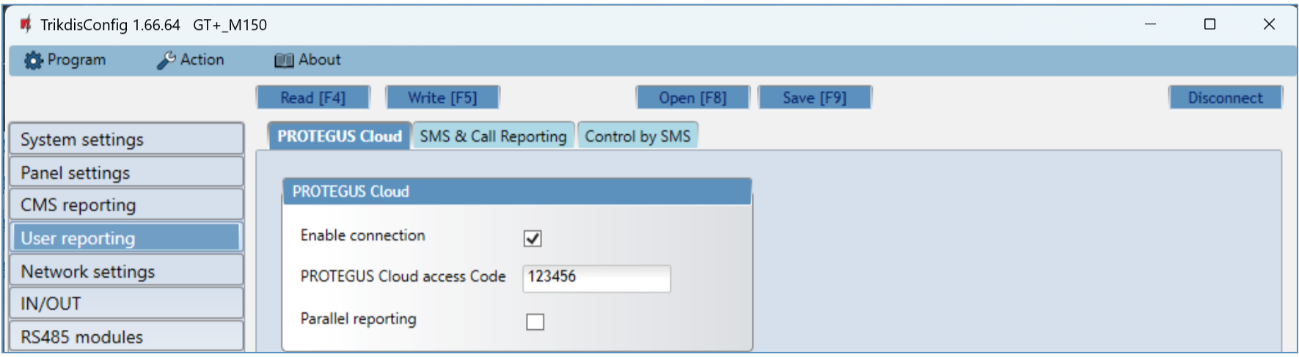 TrikdisConfig 1.66.64 GT+_M150
Program Action About
Read [F4] Write [F5] Open [F8] Save [F9] Disconnect
System settings
Panel settings
CMS reporting
User reporting
Network settings
IN/OUT
RS485 modules
PROTEGUS Cloud SMS & Call Reporting Control by SMS
PROTEGUS Cloud
Enable connection
PROTEGUS Cloud access Code 123456
Parallel reporting